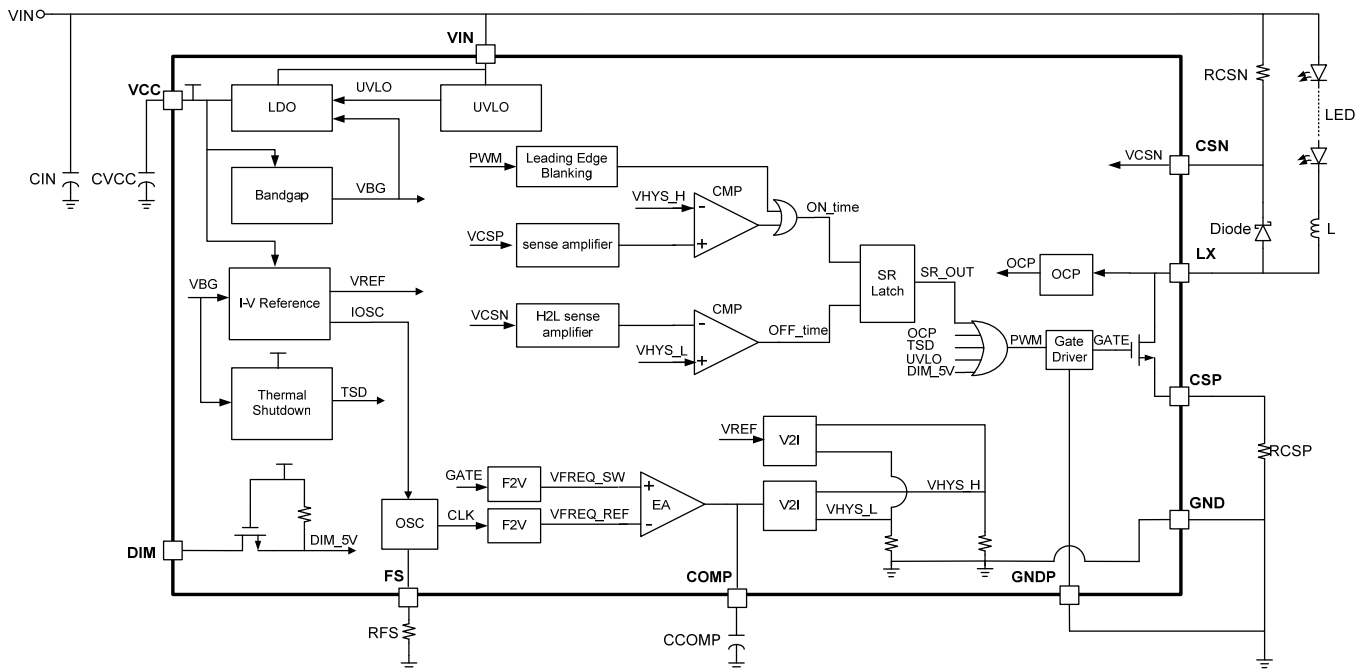 VIN
VIN
VCC
LDO
UVLO
UVLO
RCSN
LED
CIN
CVCC
Bandgap
VBG
PWM
Leading Edge
Blanking
VHYS_H
CMP
ON_time
VCSN
CSN
VCSP
sense amplifier
Diode
L
LX
VBG
I-V Reference
VREF
IOSC
VCSN
H2L sense
amplifier
CMP
VHYS_L
OFF_time
SR
Latch
SR_OUT
OCP
OCP
OCP
TSD
UVLO
DIM_5V
PWM
Gate
Driver
GATE
Thermal
Shutdown
TSD
CSP
RCSP
VREF
V2I
V2I
VHYS_H
VHYS_L
GATE
F2V
VFREQ_SW
EA
OSC
CLK
F2V
VFREQ_REF
GND
DIM
DIM_5V
FS
COMP
GNDP
RFS
CCOMP